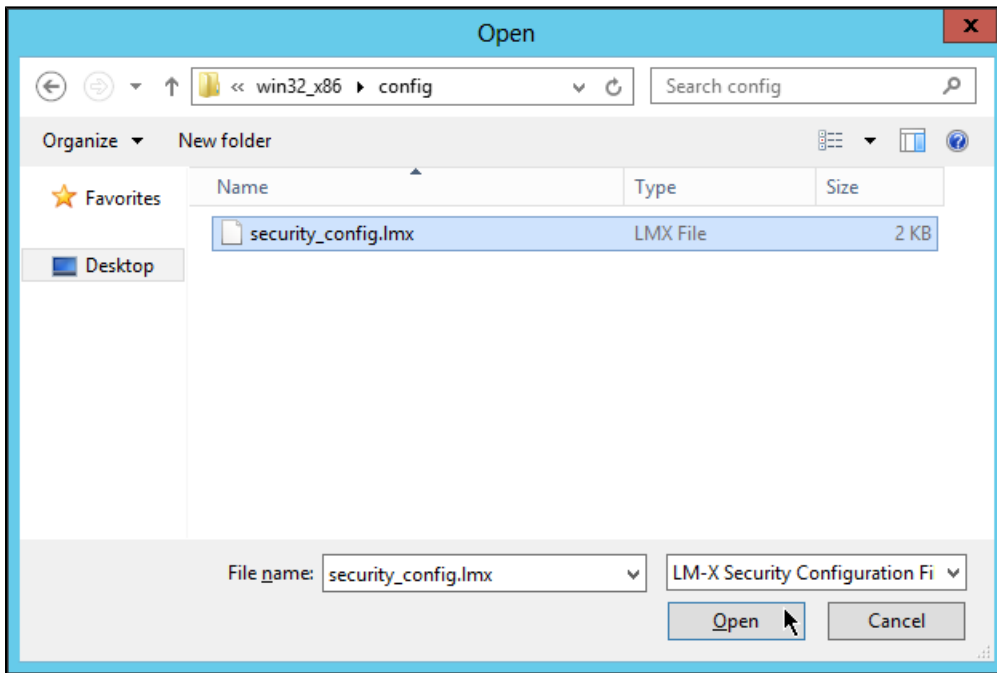 Open
x
« win32_x86 ▸ config
Search config
Organize
New folder
Favorites
Desktop
Name Type Size
security_config.lmx LMX File 2 KB
File name: security_config.lmx LM-X Security Configuration Fi
Open Cancel